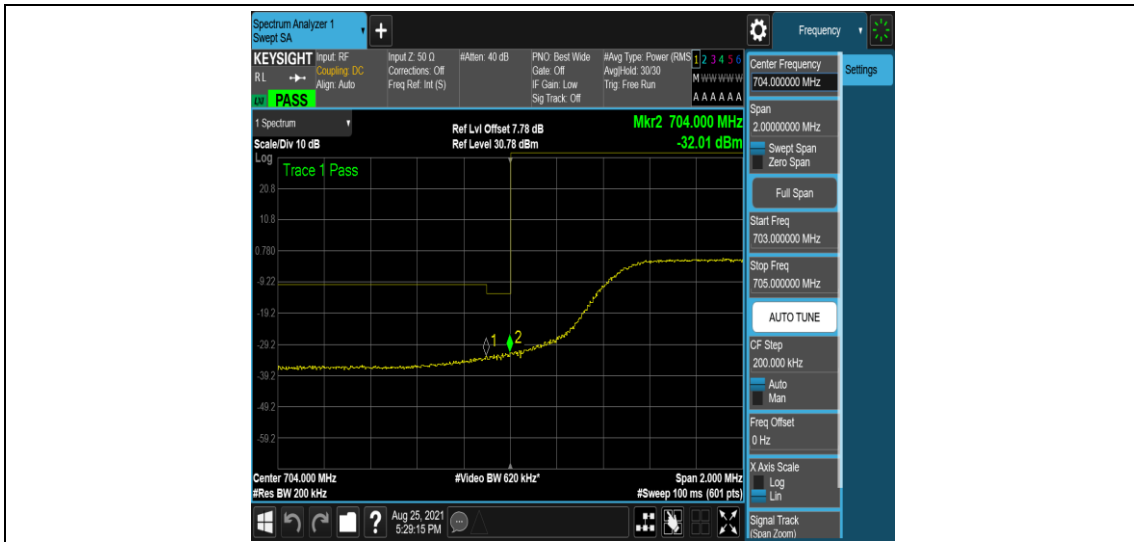 Spectrum Analyzer 1
Swept SA
Frequency
KEYSIGHT
RL
PASS
Input: RF
Coupling: DC
Align: Auto
Input Z: 50 Ω
Corrections: Off
Freq Ref: Int (S)
#Atten: 40 dB
PNO: Best Wide
Gate: Off
IF Gain: Low
Sig Track: Off
#Avg Type: Power (RMS
Avg|Hold: 30/30
Trig: Free Run
1 2 3 4 5 6
M W W W W W
A A A A A A
1 Spectrum
Scale/Div 10 dB
Ref Lvl Offset 7.78 dB
Ref Level 30.78 dBm
Mkr2 704.000 MHz
-32.01 dBm
Log
Trace 1 Pass
20.8
10.8
0.780
-9.22
-19.2
-29.2
-39.2
-49.2
-59.2
1
2
Center 704.000 MHz
#Res BW 200 kHz
#Video BW 620 kHz*
Span 2.000 MHz
#Sweep 100 ms (601 pts)
Center Frequency
704.000000 MHz
Settings
Span
2.00000000 MHz
Swept Span
Zero Span
Full Span
Start Freq
703.000000 MHz
Stop Freq
705.000000 MHz
AUTO TUNE
CF Step
200.000 kHz
Auto
Man
Freq Offset
0 Hz
X Axis Scale
Log
Lin
Signal Track
(Span Zoom)
?
Aug 25, 2021
5:29:15 PM